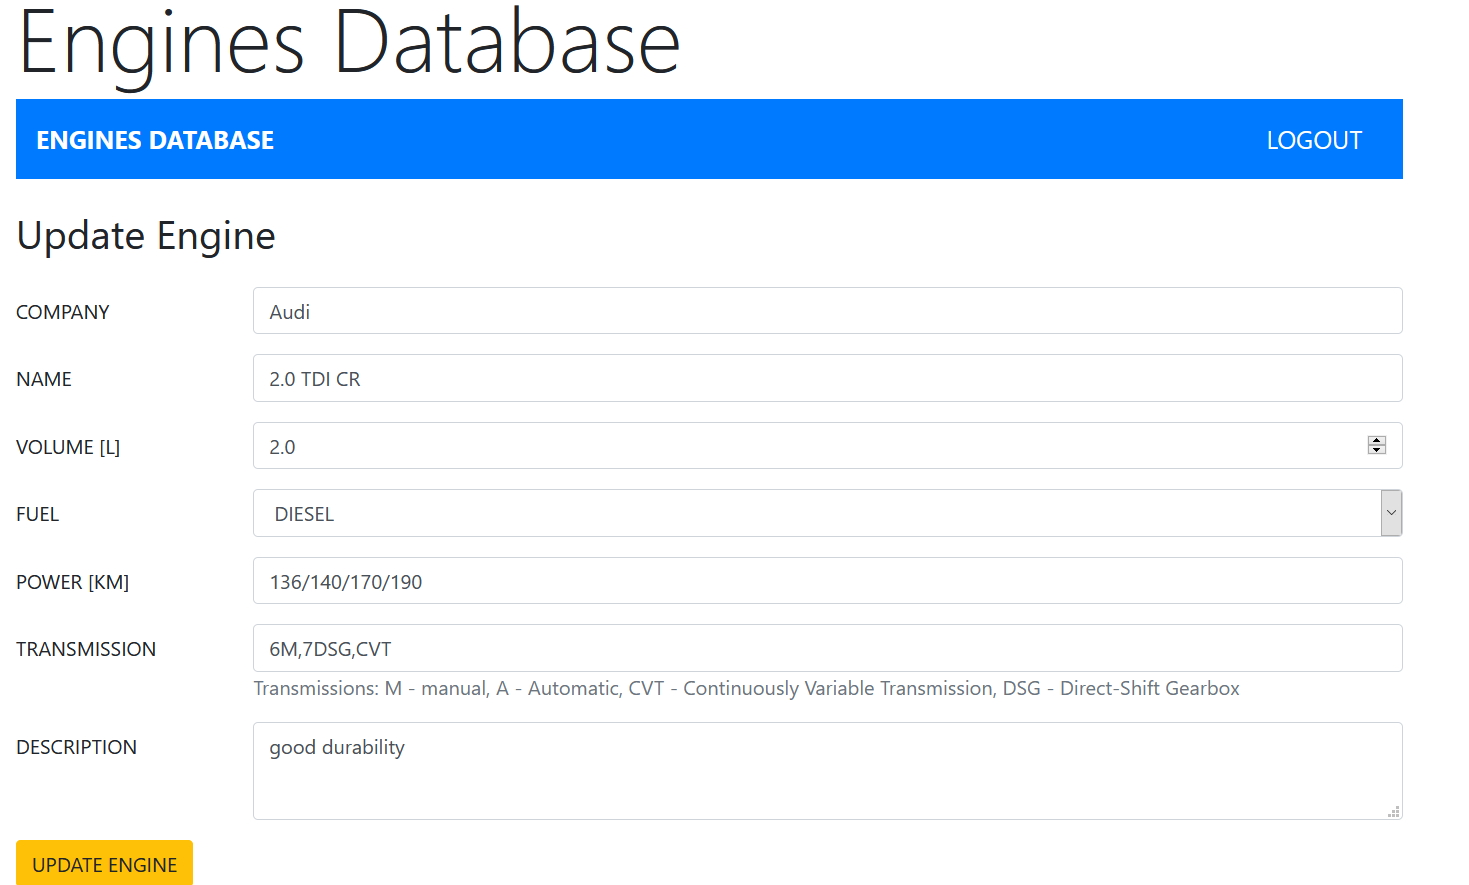 Engines Database
ENGINES DATABASE LOGOUT
Update Engine
COMPANY Audi
NAME 2.0 TDI CR
VOLUME [L] 2.0
FUEL DIESEL
POWER [KM] 136/140/170/190
TRANSMISSION 6M,7DSG,CVT
Transmissions: M - manual, A - Automatic, CVT - Continuously Variable Transmission, DSG - Direct-Shift Gearbox
DESCRIPTION good durability
UPDATE ENGINE